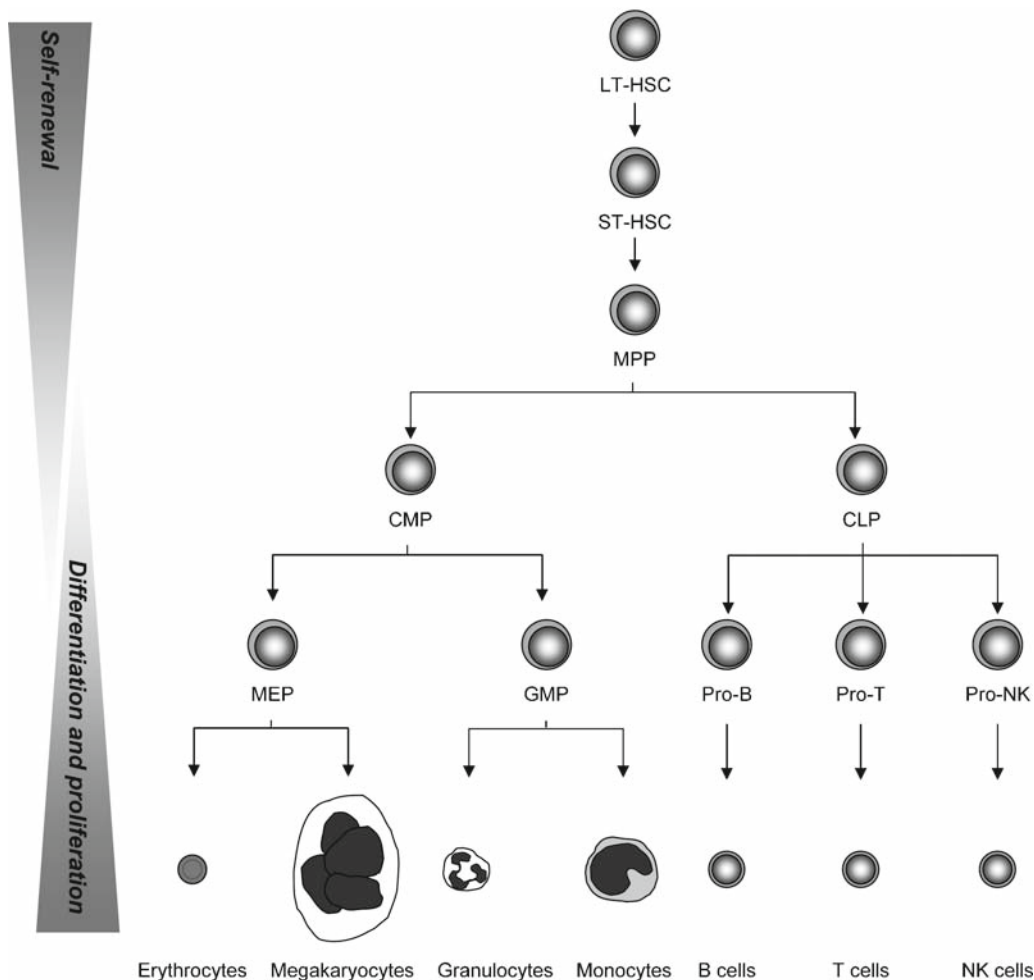 Self-renewal
LT-HSC
ST-HSC
MPP
CMP CLP
Differentiation and proliferation
MEP GMP Pro-B Pro-T Pro-NK
Erythrocytes Megakaryocytes Granulocytes Monocytes B cells T cells NK cells